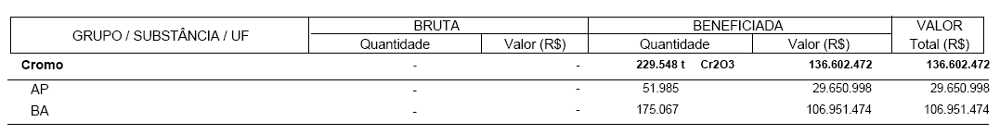 GRUPO / SUBSTÂNCIA / UF BRUTA BENEFICIADA VALOR
Quantidade Valor (R$) Quantidade Valor (R$) Total (R$)
Cromo - - 229.548 t Cr2O3 136.602.472 136.602.472
AP - - 51.985 29.650.998 29.650.998
BA - - 175.067 106.951.474 106.951.474